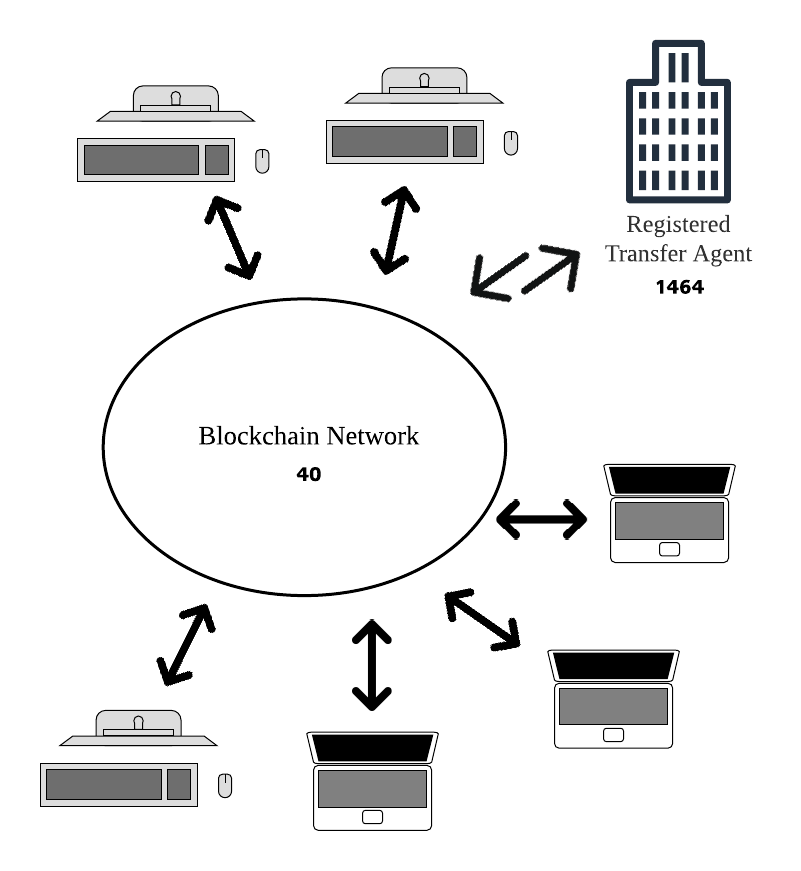 Registered
Transfer Agent
1464
Blockchain Network
40